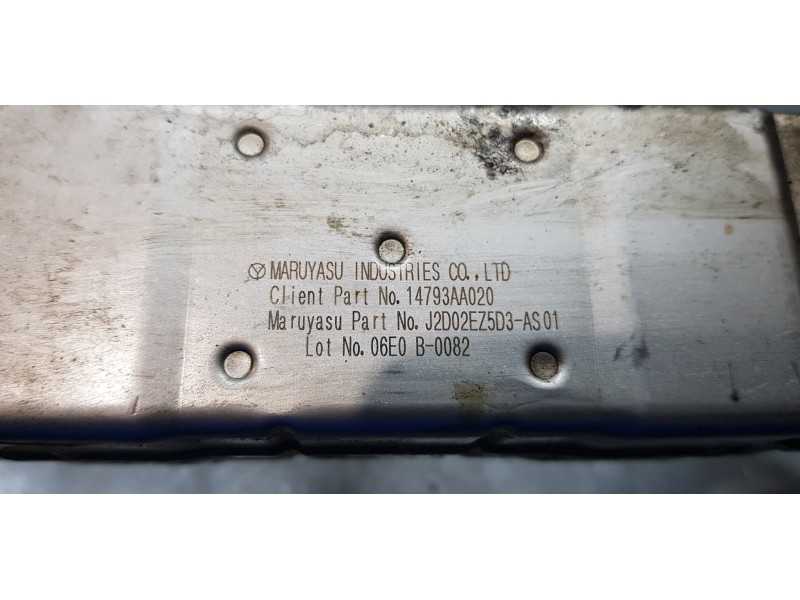 MARUYASU INDUSTRIES CO.,LTD
Client Part No.14793AA020
Maruyasu Part No.J2D02EZ5D3-AS01
Lot No. 06E0 B-0082